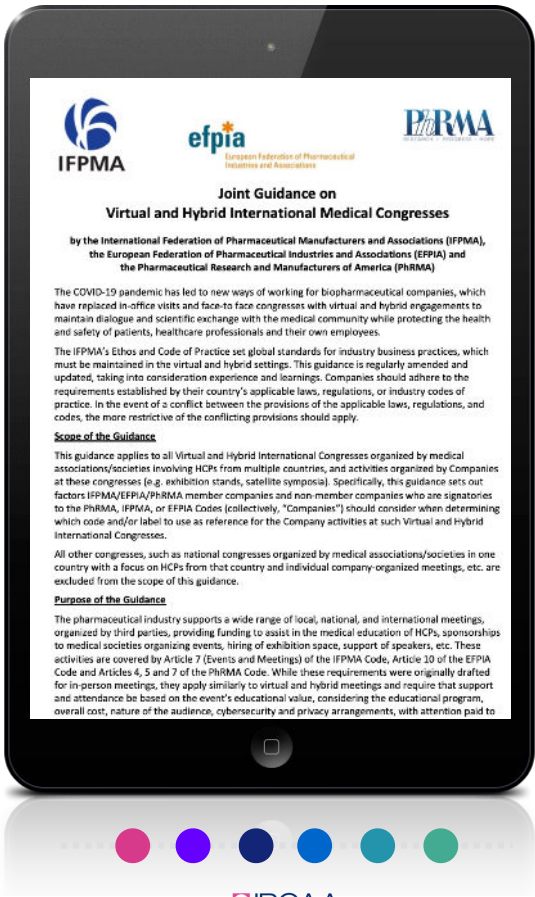 IFPMA
efpia
European Federation of Pharmaceutical
Industries and Associations
PhRMA
RESEARCH • PROGRESS • HOPE
Joint Guidance on
Virtual and Hybrid International Medical Congresses
by the International Federation of Pharmaceutical Manufacturers and Associations (IFPMA),
the European Federation of Pharmaceutical Industries and Associations (EFPIA) and
the Pharmaceutical Research and Manufacturers of America (PhRMA)
The COVID-19 pandemic has led to new ways of working for biopharmaceutical companies, which
have replaced in-office visits and face-to face congresses with virtual and hybrid engagements to
maintain dialogue and scientific exchange with the medical community while protecting the health
and safety of patients, healthcare professionals and their own employees.
The IFPMA's Ethos and Code of Practice set global standards for industry business practices, which
must be maintained in the virtual and hybrid settings. This guidance is regularly amended and
updated, taking into consideration experience and learnings. Companies should adhere to the
requirements established by their country's applicable laws, regulations, or industry codes of
practice. In the event of a conflict between the provisions of the applicable laws, regulations, and
codes, the more restrictive of the conflicting provisions should apply.
Scope of the Guidance
This guidance applies to all Virtual and Hybrid International Congresses organized by medical
associations/societies involving HCPs from multiple countries, and activities organized by Companies
at these congresses (e.g. exhibition stands, satellite symposia). Specifically, this guidance sets out
factors IFPMA/EFPIA/PhRMA member companies and non-member companies who are signatories
to the PhRMA, IFPMA, or EFPIA Codes (collectively, "Companies") should consider when determining
which code and/or label to use as reference for the Company activities at such Virtual and Hybrid
International Congresses.
All other congresses, such as national congresses organized by medical associations/societies in one
country with a focus on HCPs from that country and individual company-organized meetings, etc. are
excluded from the scope of this guidance.
Purpose of the Guidance
The pharmaceutical industry supports a wide range of local, national, and international meetings,
organized by third parties, providing funding to assist in the medical education of HCPs, sponsorships
to medical societies organizing events, hiring of exhibition space, support of speakers, etc. These
activities are covered by Article 7 (Events and Meetings) of the IFPMA Code, Article 10 of the EFPIA
Code and Articles 4, 5 and 7 of the PhRMA Code. While these requirements were originally drafted
for in-person meetings, they apply similarly to virtual and hybrid meetings and require that support
and attendance be based on the event's educational value, considering the educational program,
overall cost, nature of the audience, cybersecurity and privacy arrangements, with attention paid to